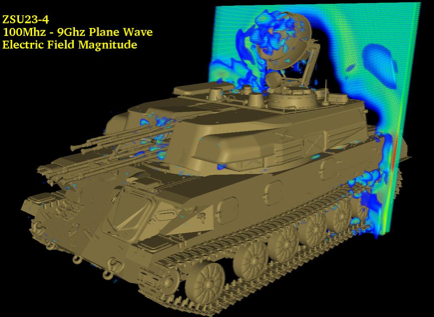 ZSU23-4
100Mhz - 9Ghz Plane Wave
Electric Field Magnitude